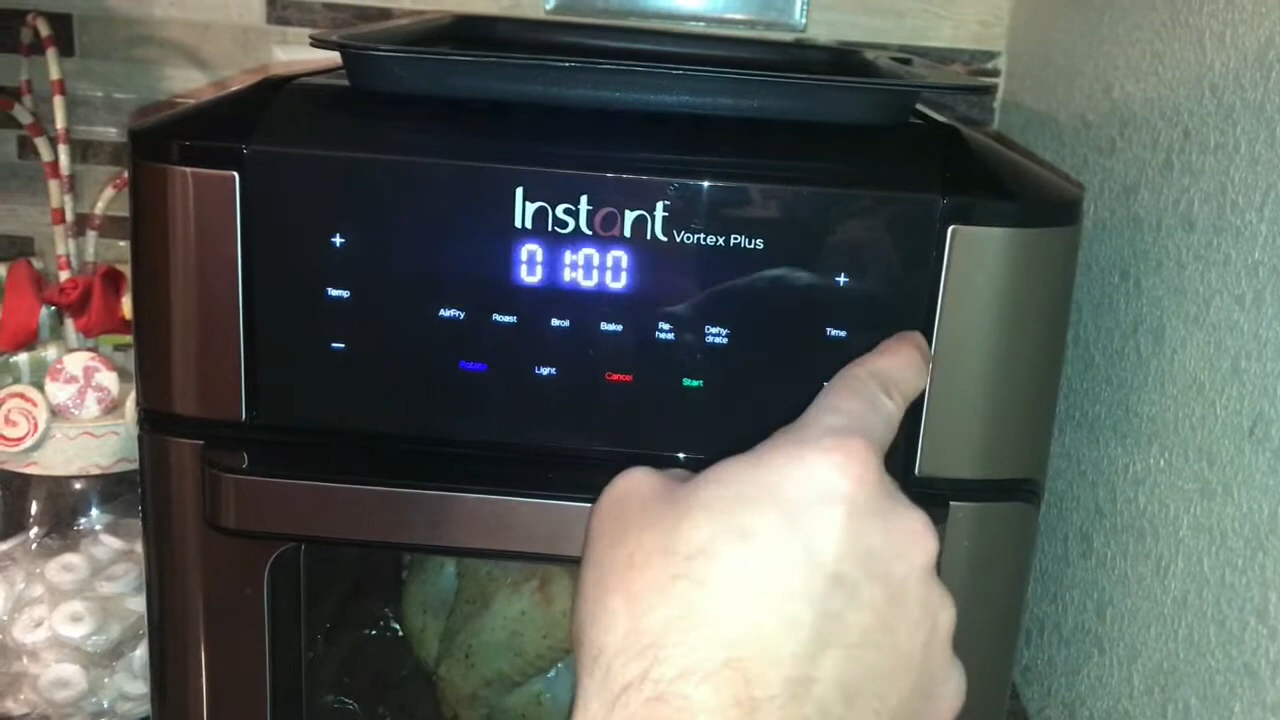 Instant Vortex Plus
01:00
+
Temp
−
AirFry Roast Broil Bake Re-
heat Dehy-
drate
Rotate Light Cancel Start
+
Time